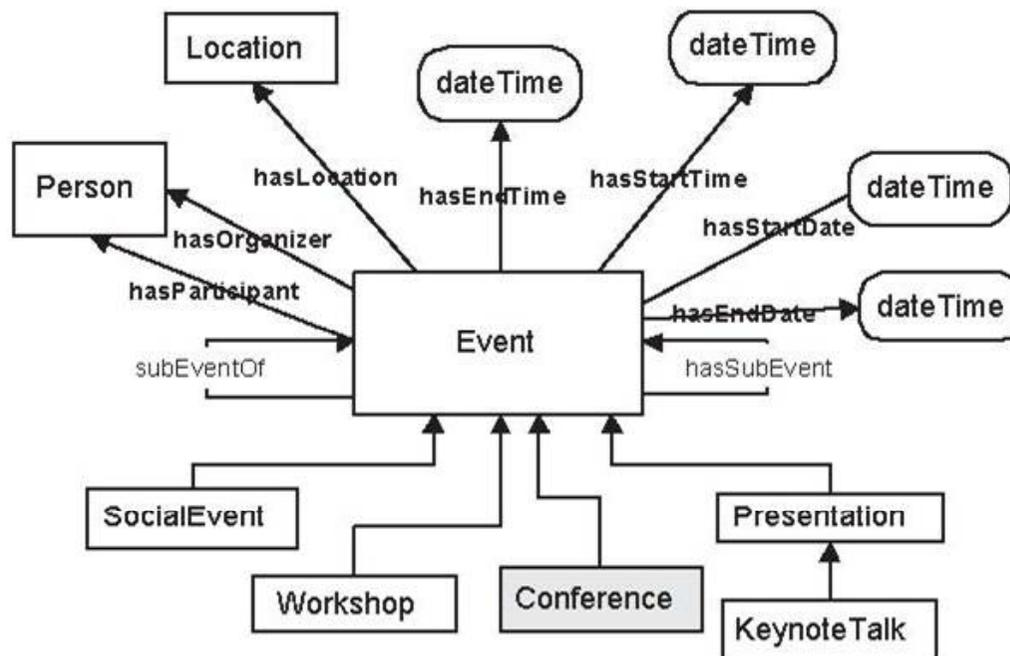 Location
dateTime
dateTime
Person
hasLocation
hasEndTime
hasStartTime
dateTime
hasOrganizer
hasStartDate
hasParticipant
dateTime
hasEndDate
Event
subEventOf
hasSubEvent
SocialEvent
Presentation
Workshop
Conference
KeynoteTalk